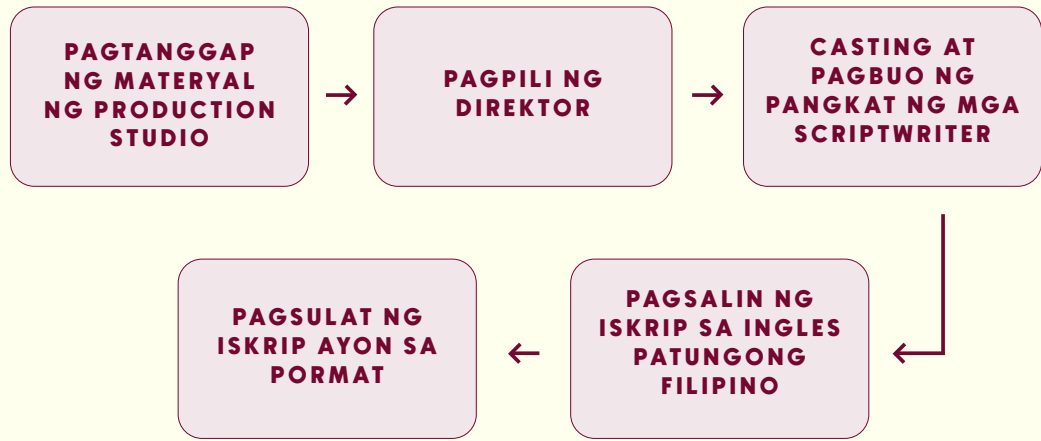 PAGTANGGAP
NG MATERYAL
NG PRODUCTION
STUDIO
PAGPILI NG
DIREKTOR
CASTING AT
PAGBUO NG
PANGKAT NG MGA
SCRIPTWRITER
PAGSALIN NG
ISKRIP SA INGLES
PATUNGONG
FILIPINO
PAGSULAT NG
ISKRIP AYON SA
PORMAT